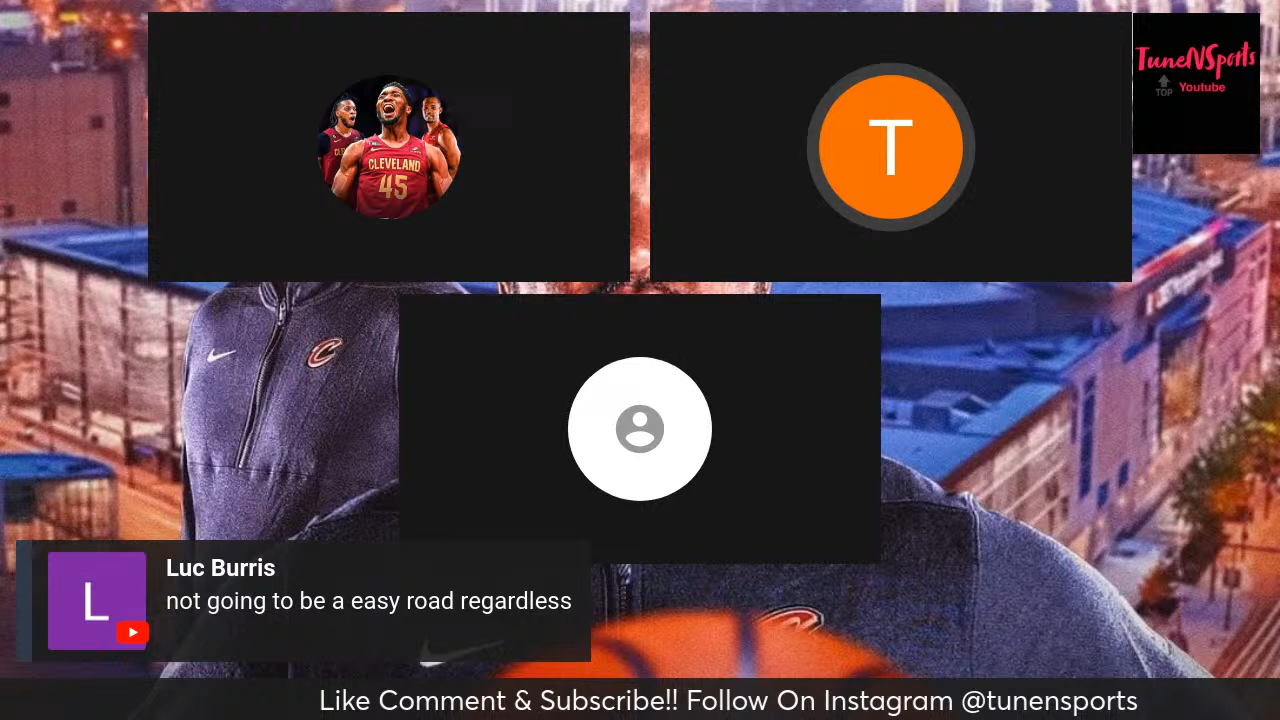 TuneNSports
TOP
Youtube
CLEVELAND
45
T
L
Luc Burris
not going to be a easy road regardless
Like Comment & Subscribe!! Follow On Instagram @tunensports